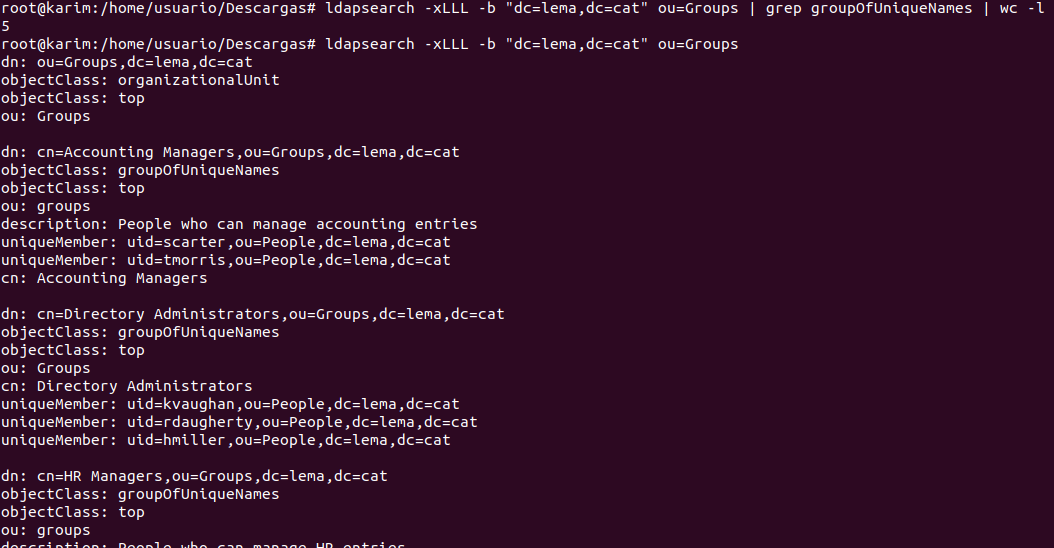 root@karim:/home/usuario/Descargas# ldapsearch -xLLL -b "dc=lema,dc=cat" ou=Groups | grep groupOfUniqueNames | wc -l
5
root@karim:/home/usuario/Descargas# ldapsearch -xLLL -b "dc=lema,dc=cat" ou=Groups
dn: ou=Groups,dc=lema,dc=cat
objectClass: organizationalUnit
objectClass: top
ou: Groups

dn: cn=Accounting Managers,ou=Groups,dc=lema,dc=cat
objectClass: groupOfUniqueNames
objectClass: top
ou: groups
description: People who can manage accounting entries
uniqueMember: uid=scarter,ou=People,dc=lema,dc=cat
uniqueMember: uid=tmorris,ou=People,dc=lema,dc=cat
cn: Accounting Managers

dn: cn=Directory Administrators,ou=Groups,dc=lema,dc=cat
objectClass: groupOfUniqueNames
objectClass: top
ou: Groups
cn: Directory Administrators
uniqueMember: uid=kvaughan,ou=People,dc=lema,dc=cat
uniqueMember: uid=rdaugherty,ou=People,dc=lema,dc=cat
uniqueMember: uid=hmiller,ou=People,dc=lema,dc=cat

dn: cn=HR Managers,ou=Groups,dc=lema,dc=cat
objectClass: groupOfUniqueNames
objectClass: top
ou: groups
description: People who can manage HR entries